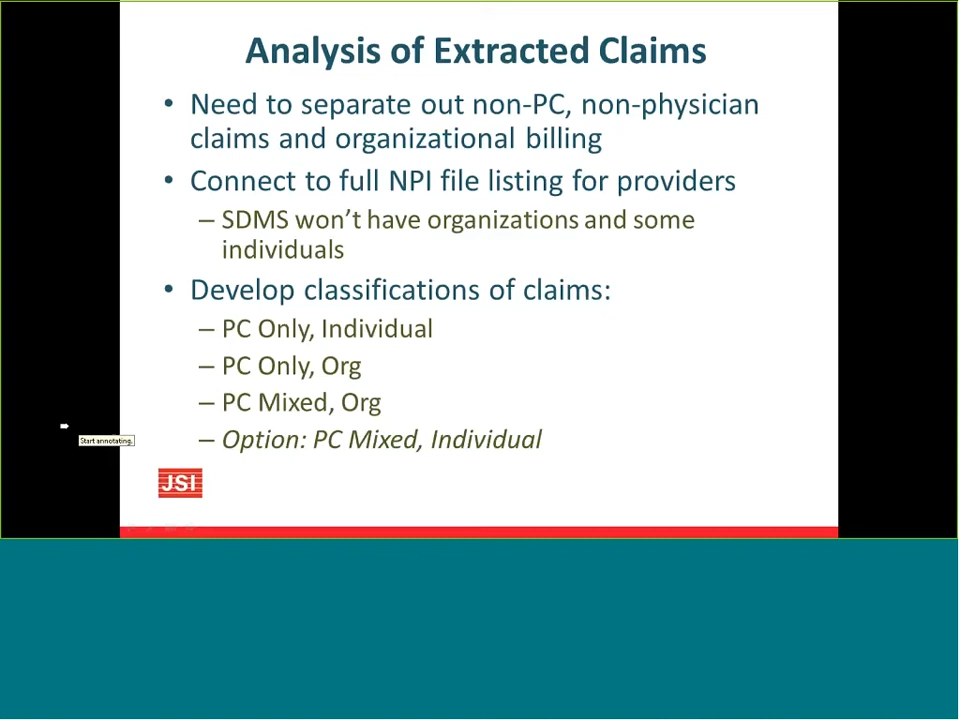 Analysis of Extracted Claims
• Need to separate out non-PC, non-physician
claims and organizational billing
• Connect to full NPI file listing for providers
– SDMS won’t have organizations and some
individuals
• Develop classifications of claims:
– PC Only, Individual
– PC Only, Org
– PC Mixed, Org
– Option: PC Mixed, Individual
Start annotating.
JSI